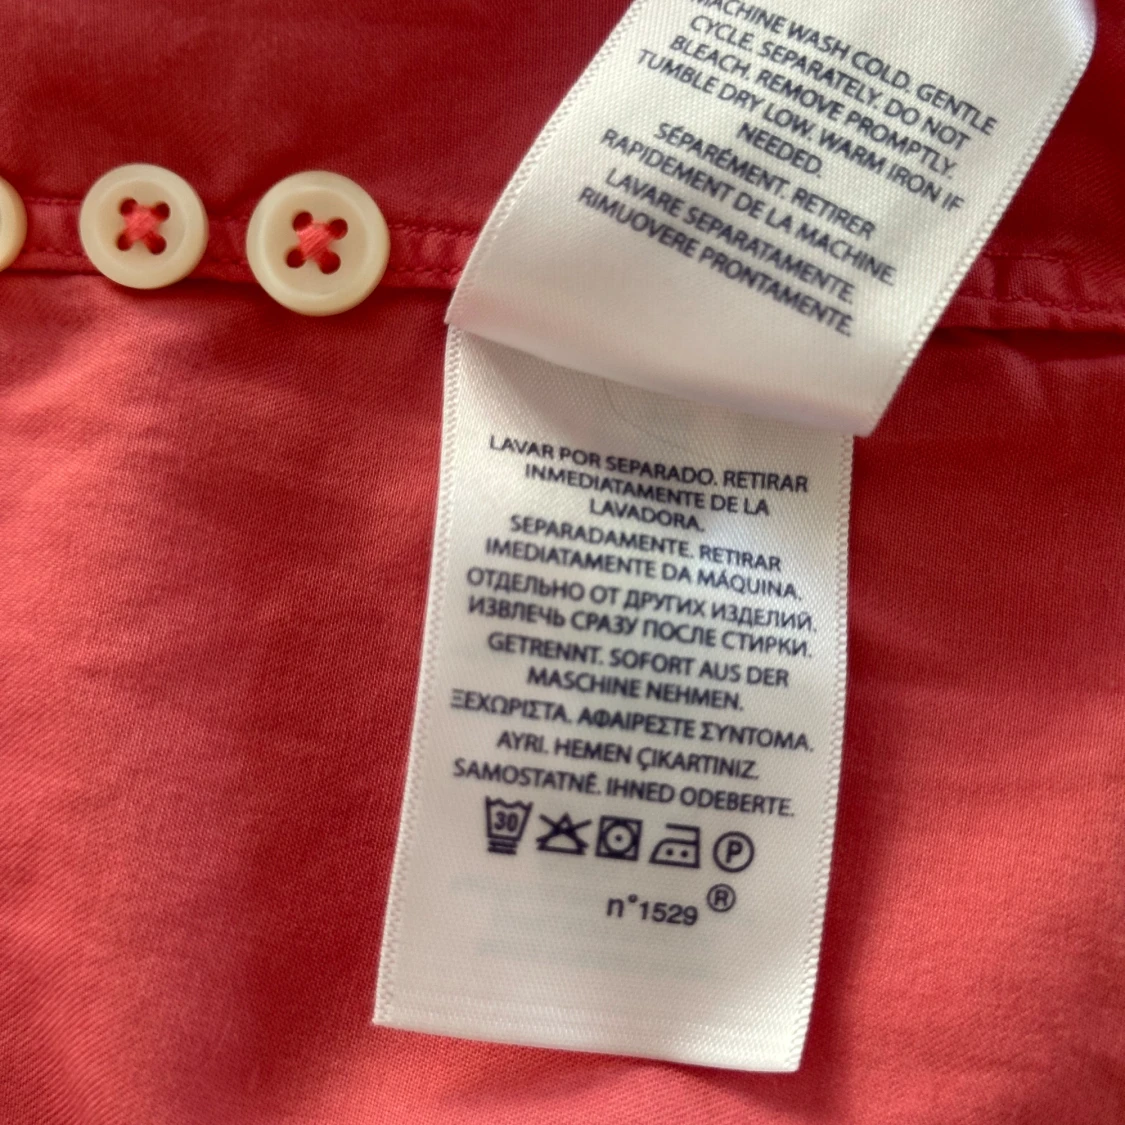 MACHINE WASH COLD. GENTLE
CYCLE. SEPARATELY. DO NOT
BLEACH. REMOVE PROMPTLY.
TUMBLE DRY LOW. WARM IRON IF
NEEDED.
SÉPARÉMENT. RETIRER
RAPIDEMENT DE LA MACHINE.
LAVARE SEPARATAMENTE.
RIMUOVERE PRONTAMENTE.
LAVAR POR SEPARADO. RETIRAR
INMEDIATAMENTE DE LA
LAVADORA.
SEPARADAMENTE. RETIRAR
IMEDIATAMENTE DA MÁQUINA.
ОТДЕЛЬНО ОТ ДРУГИХ ИЗДЕЛИЙ.
ИЗВЛЕЧЬ СРАЗУ ПОСЛЕ СТИРКИ.
GETRENNT. SOFORT AUS DER
MASCHINE NEHMEN.
ΞΕΧΩΡΙΣΤΑ. ΑΦΑΙΡΕΣΤΕ ΣΥΝΤΟΜΑ.
AYRI. HEMEN ÇIKARTINIZ.
SAMOSTATNĚ. IHNED ODEBERTE.
30 P
n°1529 ®